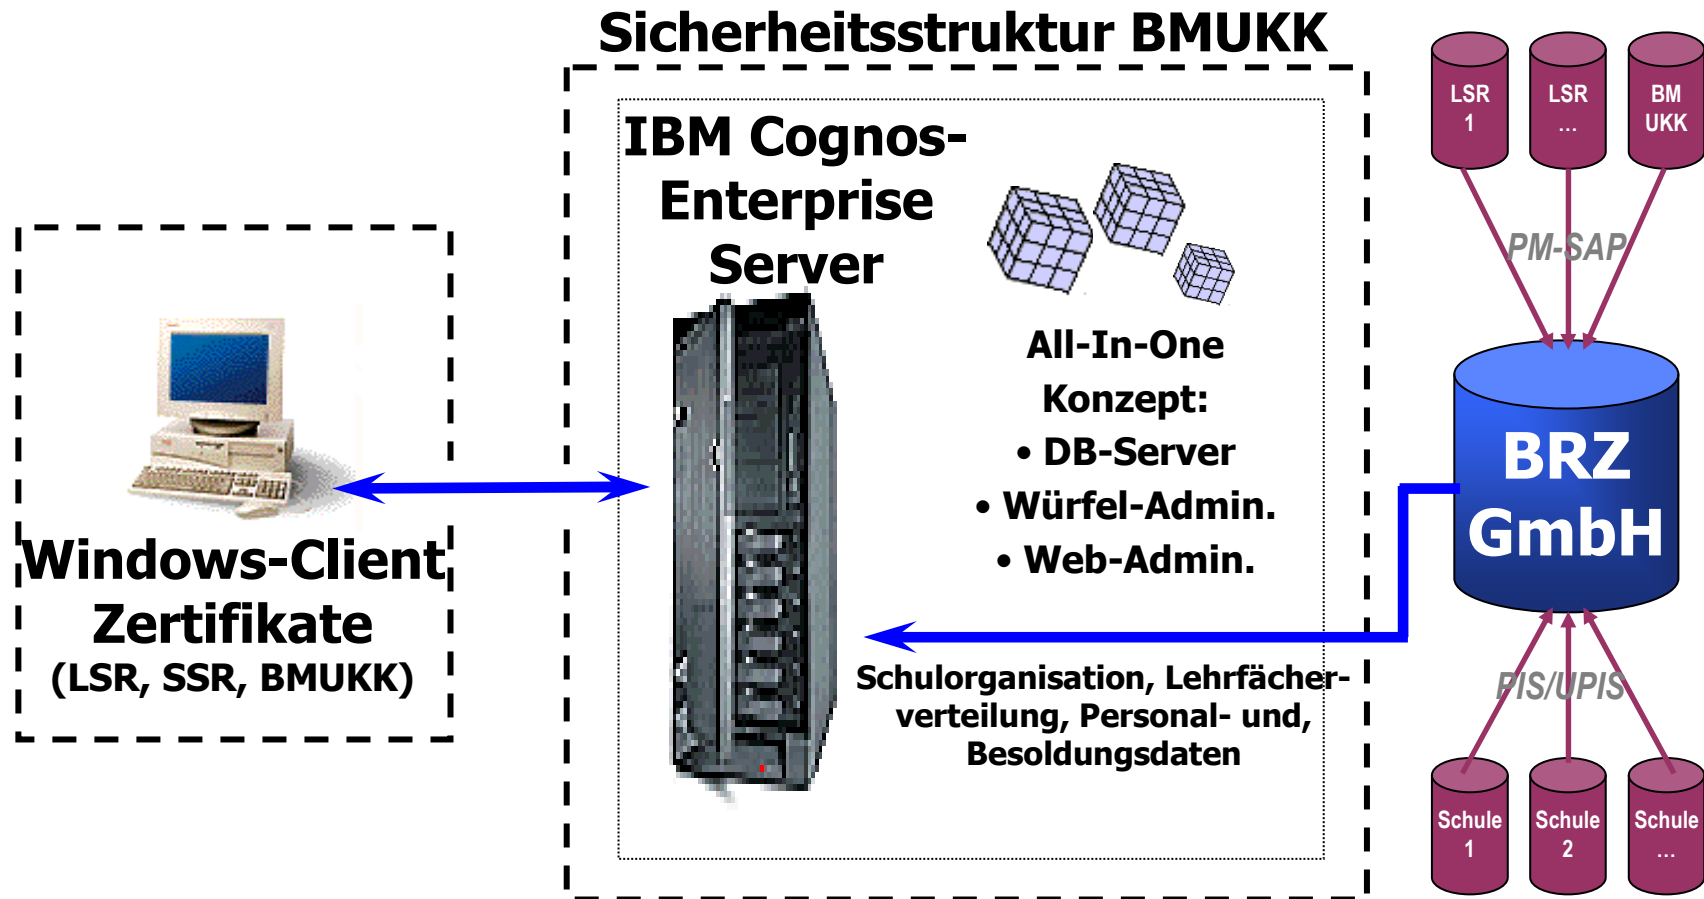 Sicherheitsstruktur BMUKK
IBM Cognos-
Enterprise
Server
All-In-One
Konzept:
• DB-Server
• Würfel-Admin.
• Web-Admin.
Schulorganisation, Lehrfächer-
verteilung, Personal- und,
Besoldungsdaten
Windows-Client
Zertifikate
(LSR, SSR, BMUKK)
LSR
1
LSR
...
BM
UKK
PM-SAP
BRZ
GmbH
PIS/UPIS
Schule
1
Schule
2
Schule
...